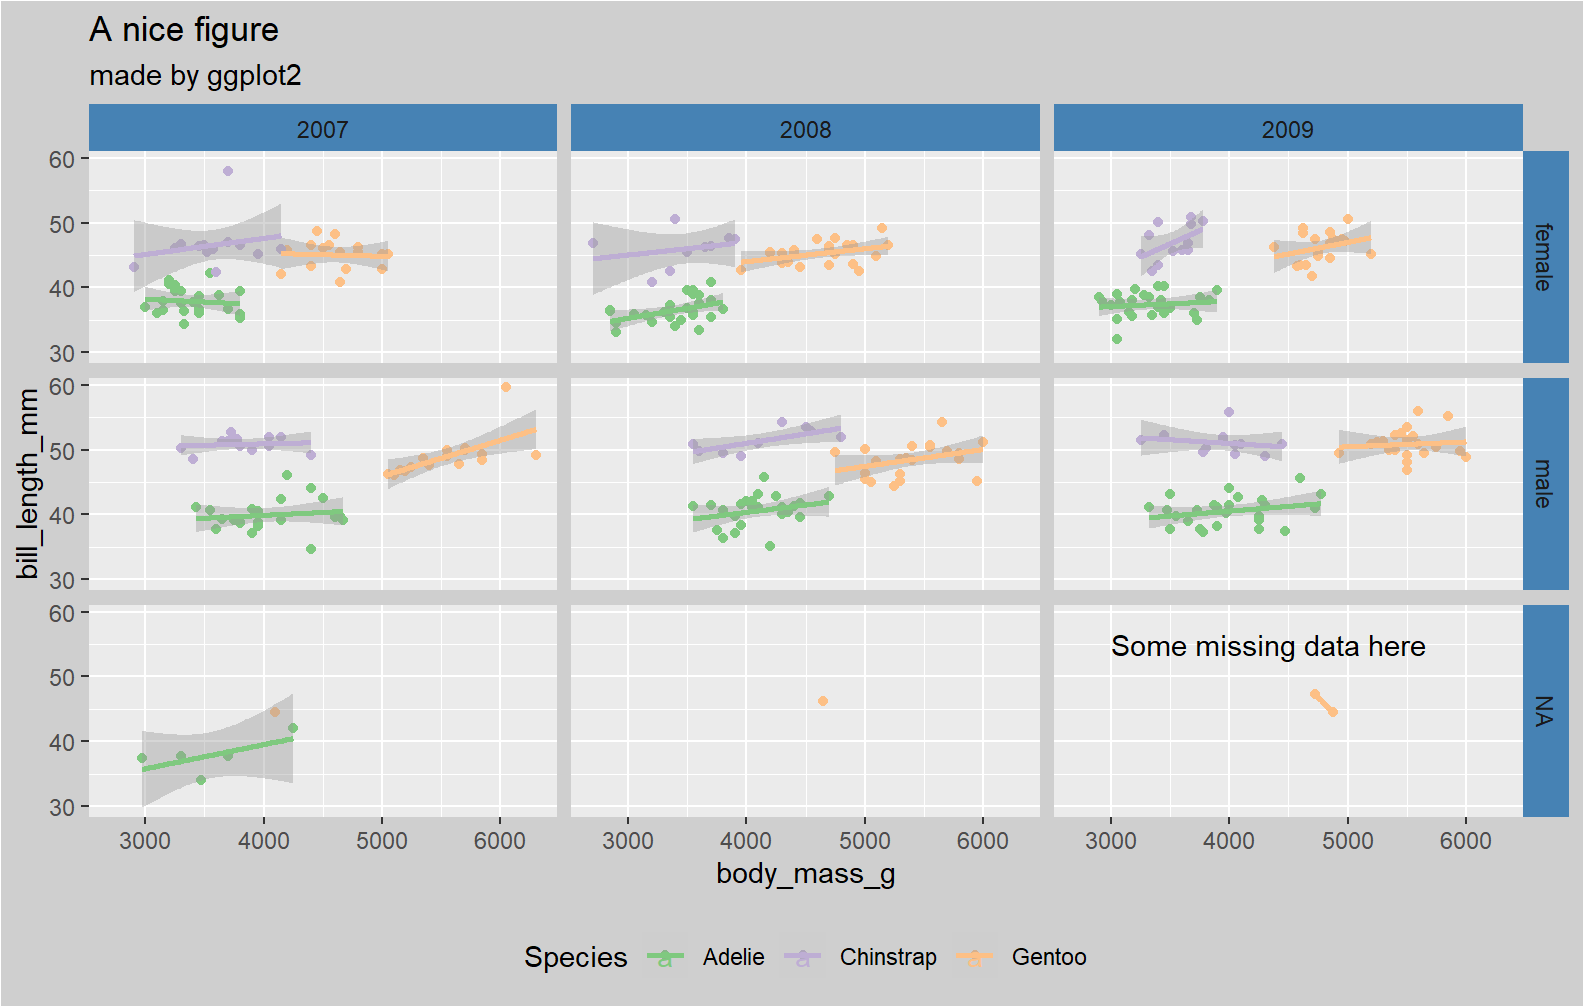 A nice figure
made by ggplot2
2007 2008 2009
60
50
40
30
female
bill_length_mm
60
50
40
30
male
60
50
40
30
Some missing data here
NA
3000 4000 5000 6000 3000 4000 5000 6000 3000 4000 5000 6000
body_mass_g
Species a Adelie a Chinstrap a Gentoo